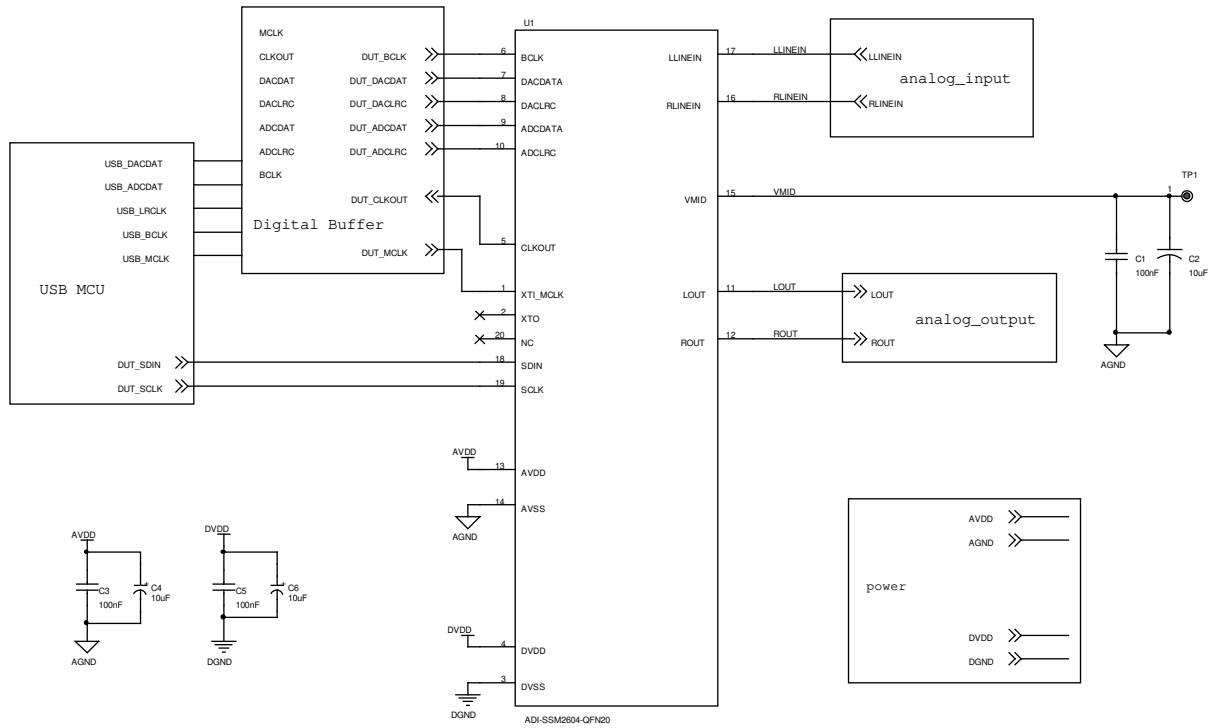 U1
MCLK
CLKOUT
DACDAT
DACLRC
ADCDAT
ADCLRC
BCLK
DUT_BCLK
DUT_DACDAT
DUT_DACLRC
DUT_ADCDAT
DUT_ADCLRC
DUT_CLKOUT
DUT_MCLK
Digital Buffer
USB_DACDAT
USB_ADCDAT
USB_LRCLK
USB_BCLK
USB_MCLK
USB MCU
DUT_SDIN
DUT_SCLK
6 BCLK
7 DACDATA
8 DACLRC
9 ADCDATA
10 ADCLRC
5 CLKOUT
1 XTI_MCLK
2 XTO
20 NC
18 SDIN
19 SCLK
AVDD
13 AVDD
14 AVSS
AGND
DVDD
4 DVDD
3 DVSS
DGND
ADI-SSM2604-QFN20
LLINEIN 17 LLINEIN
RLINEIN 16 RLINEIN
VMID 15 VMID
LOUT 11 LOUT
ROUT 12 ROUT
LLINEIN
RLINEIN
analog_input
TP1
1
C1
100nF
C2
10uF
AGND
LOUT
ROUT
analog_output
AVDD
C3
100nF
C4
10uF
AGND
DVDD
C5
100nF
C6
10uF
DGND
AVDD
AGND
power
DVDD
DGND